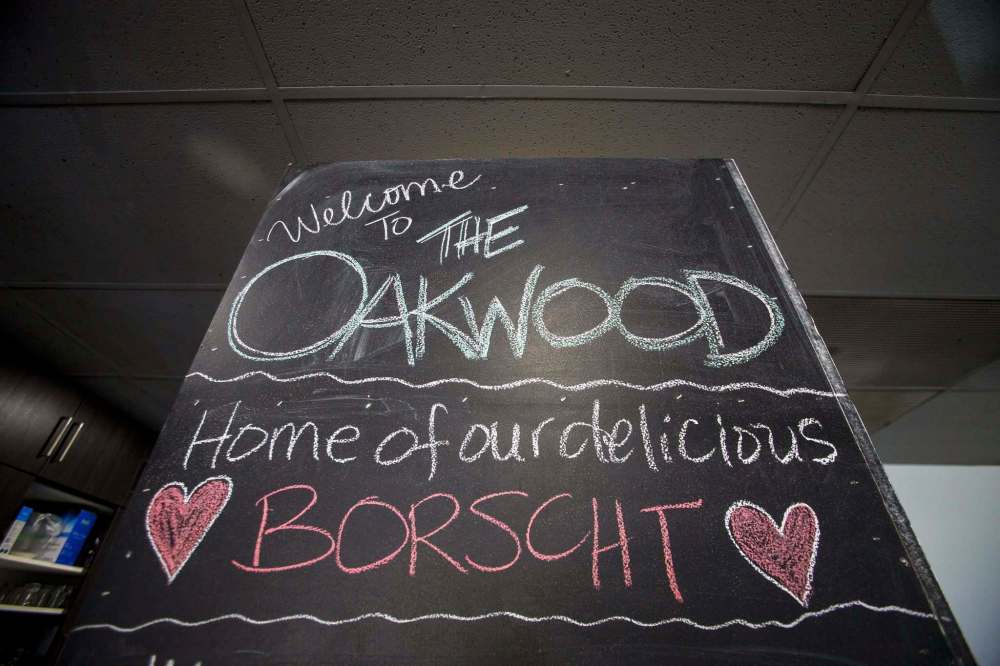 Welcome
To THE
OAKWOOD
Home of our delicious
BORSCHT